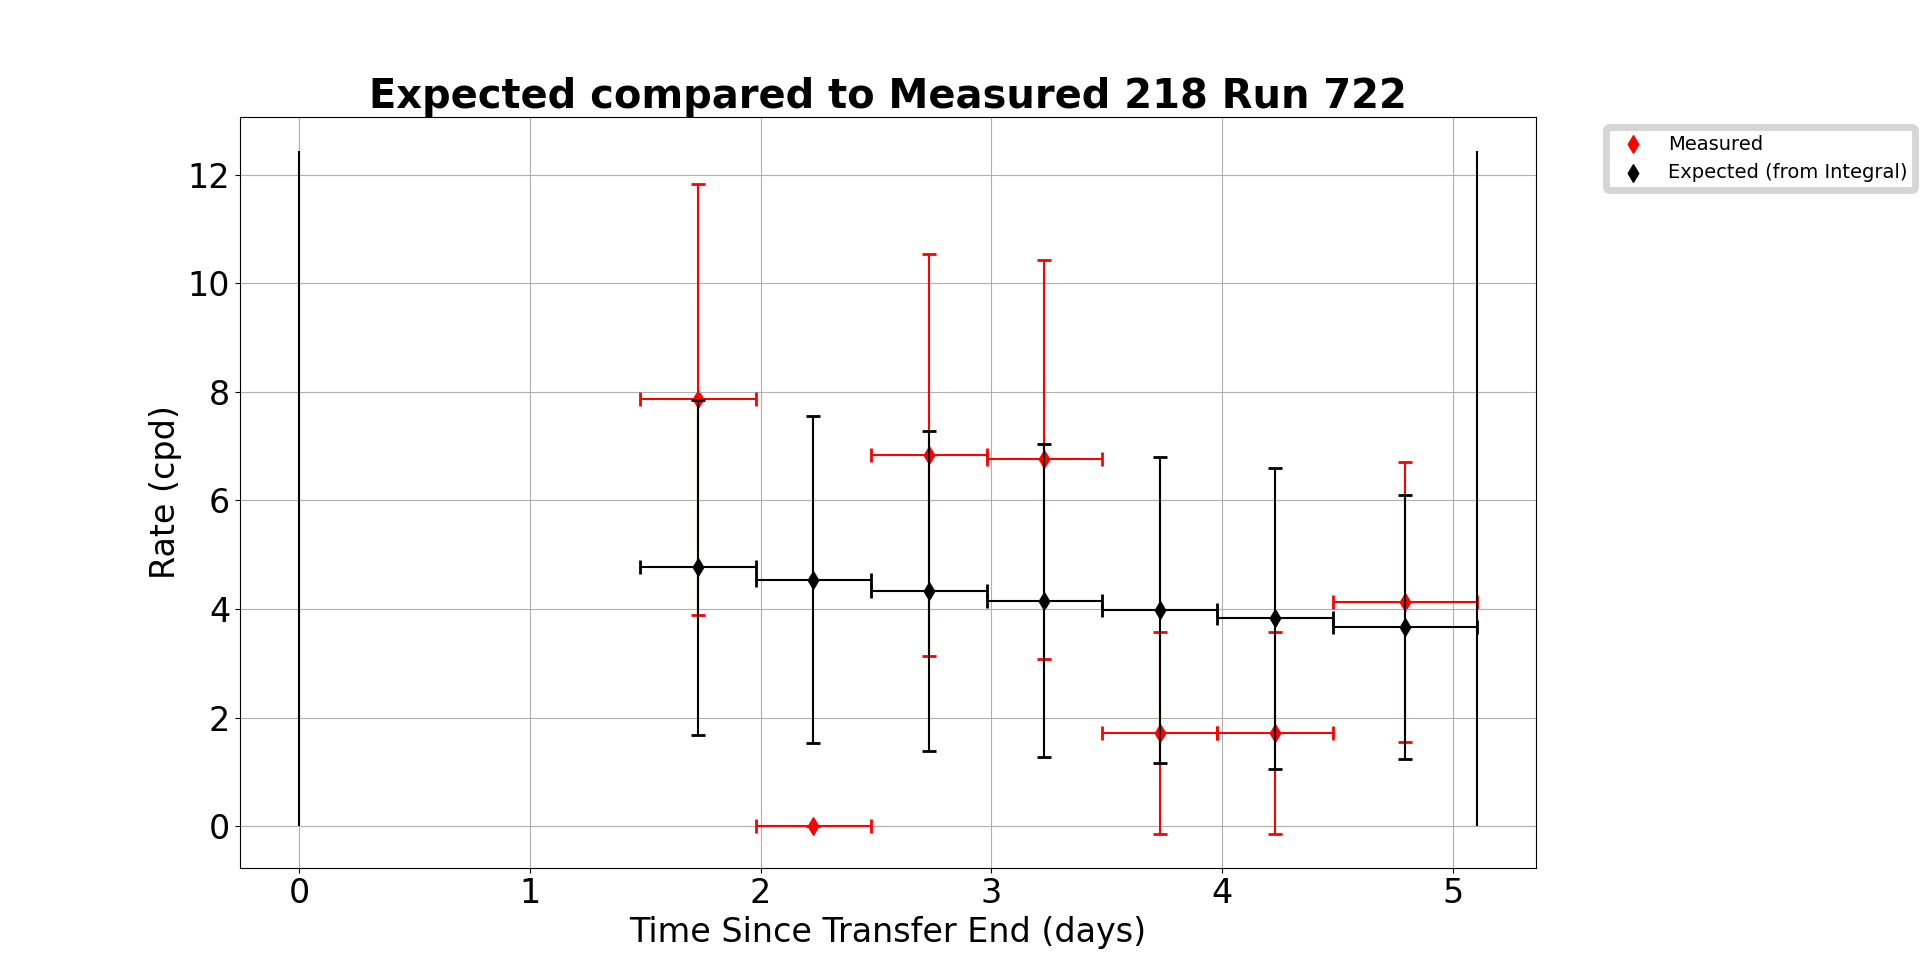 Expected compared to Measured 218 Run 722
Measured
Expected (from Integral)
Rate (cpd)
12
10
8
6
4
2
0
0 1 2 3 4 5
Time Since Transfer End (days)